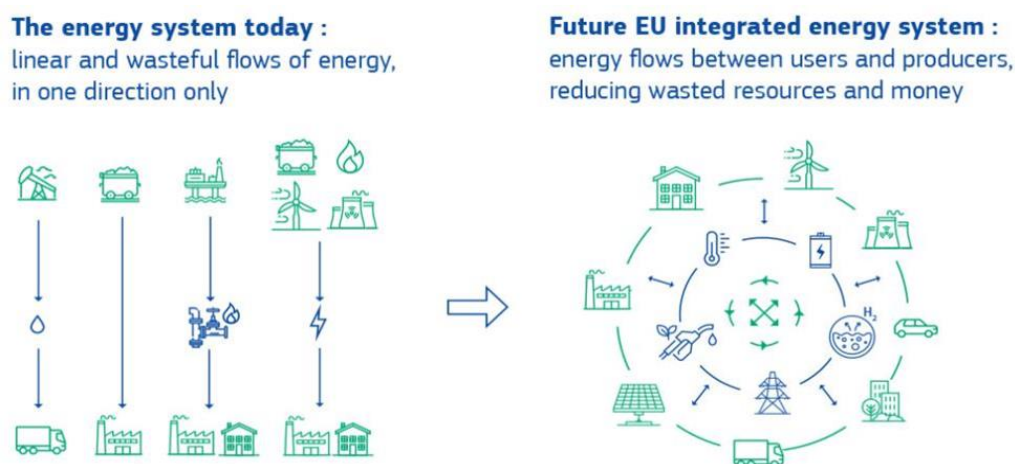 The energy system today :
linear and wasteful flows of energy,
in one direction only
Future EU integrated energy system :
energy flows between users and producers,
reducing wasted resources and money
H₂